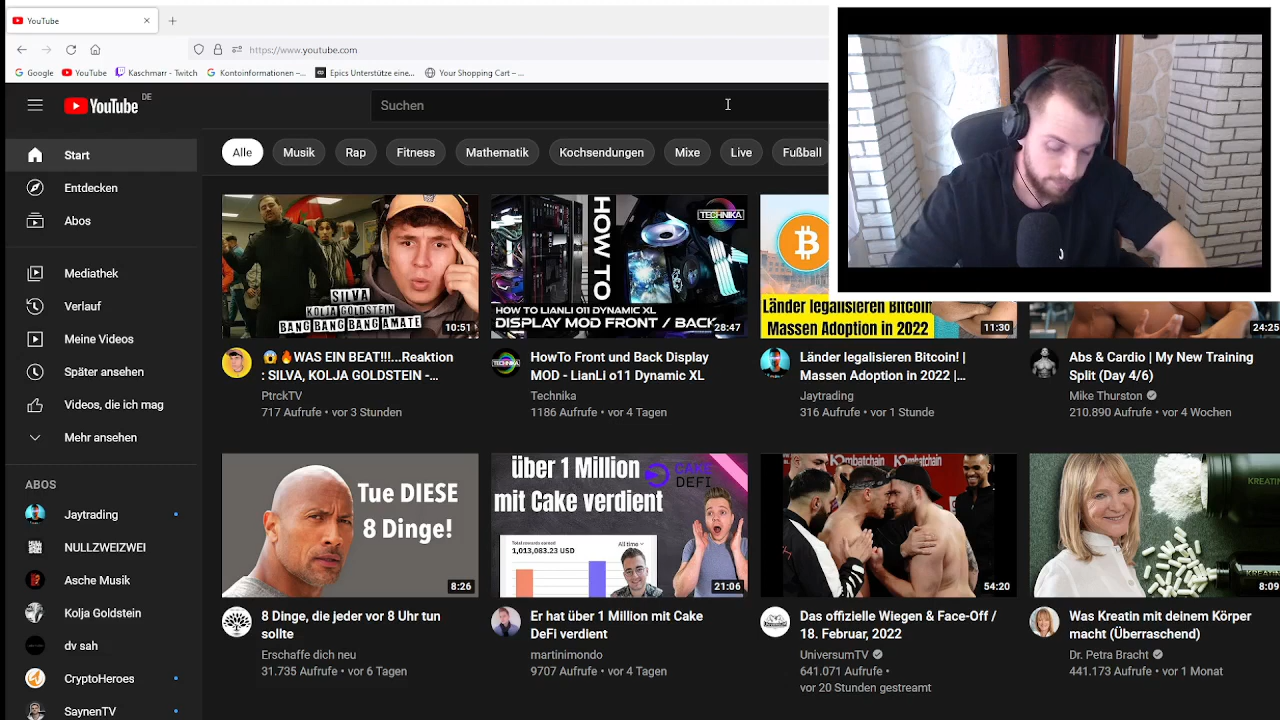 YouTube
https://www.youtube.com
Google
YouTube
Kaschmarr - Twitch
Kontoinformationen –...
Epics Unterstütze eine...
Your Shopping Cart – ...
YouTube DE
Suchen
Start
Entdecken
Abos
Mediathek
Verlauf
Meine Videos
Später ansehen
Videos, die ich mag
Mehr ansehen
ABOS
Jaytrading
NULLZWEIZWEI
Asche Musik
Kolja Goldstein
dv sah
CryptoHeroes
SaynenTV
Alle
Musik
Rap
Fitness
Mathematik
Kochsendungen
Mixe
Live
Fußball
SILVA
KOLJA GOLDSTEIN
BANG BANG BANG AMATE
10:51
😱🔥WAS EIN BEAT!!!...Reaktion
: SILVA, KOLJA GOLDSTEIN -...
PtrckTV
717 Aufrufe • vor 3 Stunden
HOW TO
TECHNIKA
HOW TO LIANLI O11 DYNAMIC XL
DISPLAY MOD FRONT / BACK
28:47
HowTo Front und Back Display
MOD - LianLi o11 Dynamic XL
Technika
1186 Aufrufe • vor 4 Tagen
Länder legalisieren Bitcoin
Massen Adoption in 2022
11:30
Länder legalisieren Bitcoin! |
Massen Adoption in 2022 |...
Jaytrading
316 Aufrufe • vor 1 Stunde
24:25
Abs & Cardio | My New Training
Split (Day 4/6)
Mike Thurston
210.890 Aufrufe • vor 4 Wochen
Tue DIESE
8 Dinge!
8:26
8 Dinge, die jeder vor 8 Uhr tun
sollte
Erschaffe dich neu
31.735 Aufrufe • vor 6 Tagen
über 1 Million
mit Cake
verdient
CAKE
DEFI
All time
1,013,083.23 USD
21:06
Er hat über 1 Million mit Cake
DeFi verdient
martinimondo
9707 Aufrufe • vor 4 Tagen
Kombatchain
54:20
Das offizielle Wiegen & Face-Off /
18. Februar, 2022
UniversumTV
641.071 Aufrufe •
vor 20 Stunden gestreamt
KREATIN
8:09
Was Kreatin mit deinem Körper
macht (Überraschend)
Dr. Petra Bracht
441.173 Aufrufe • vor 1 Monat